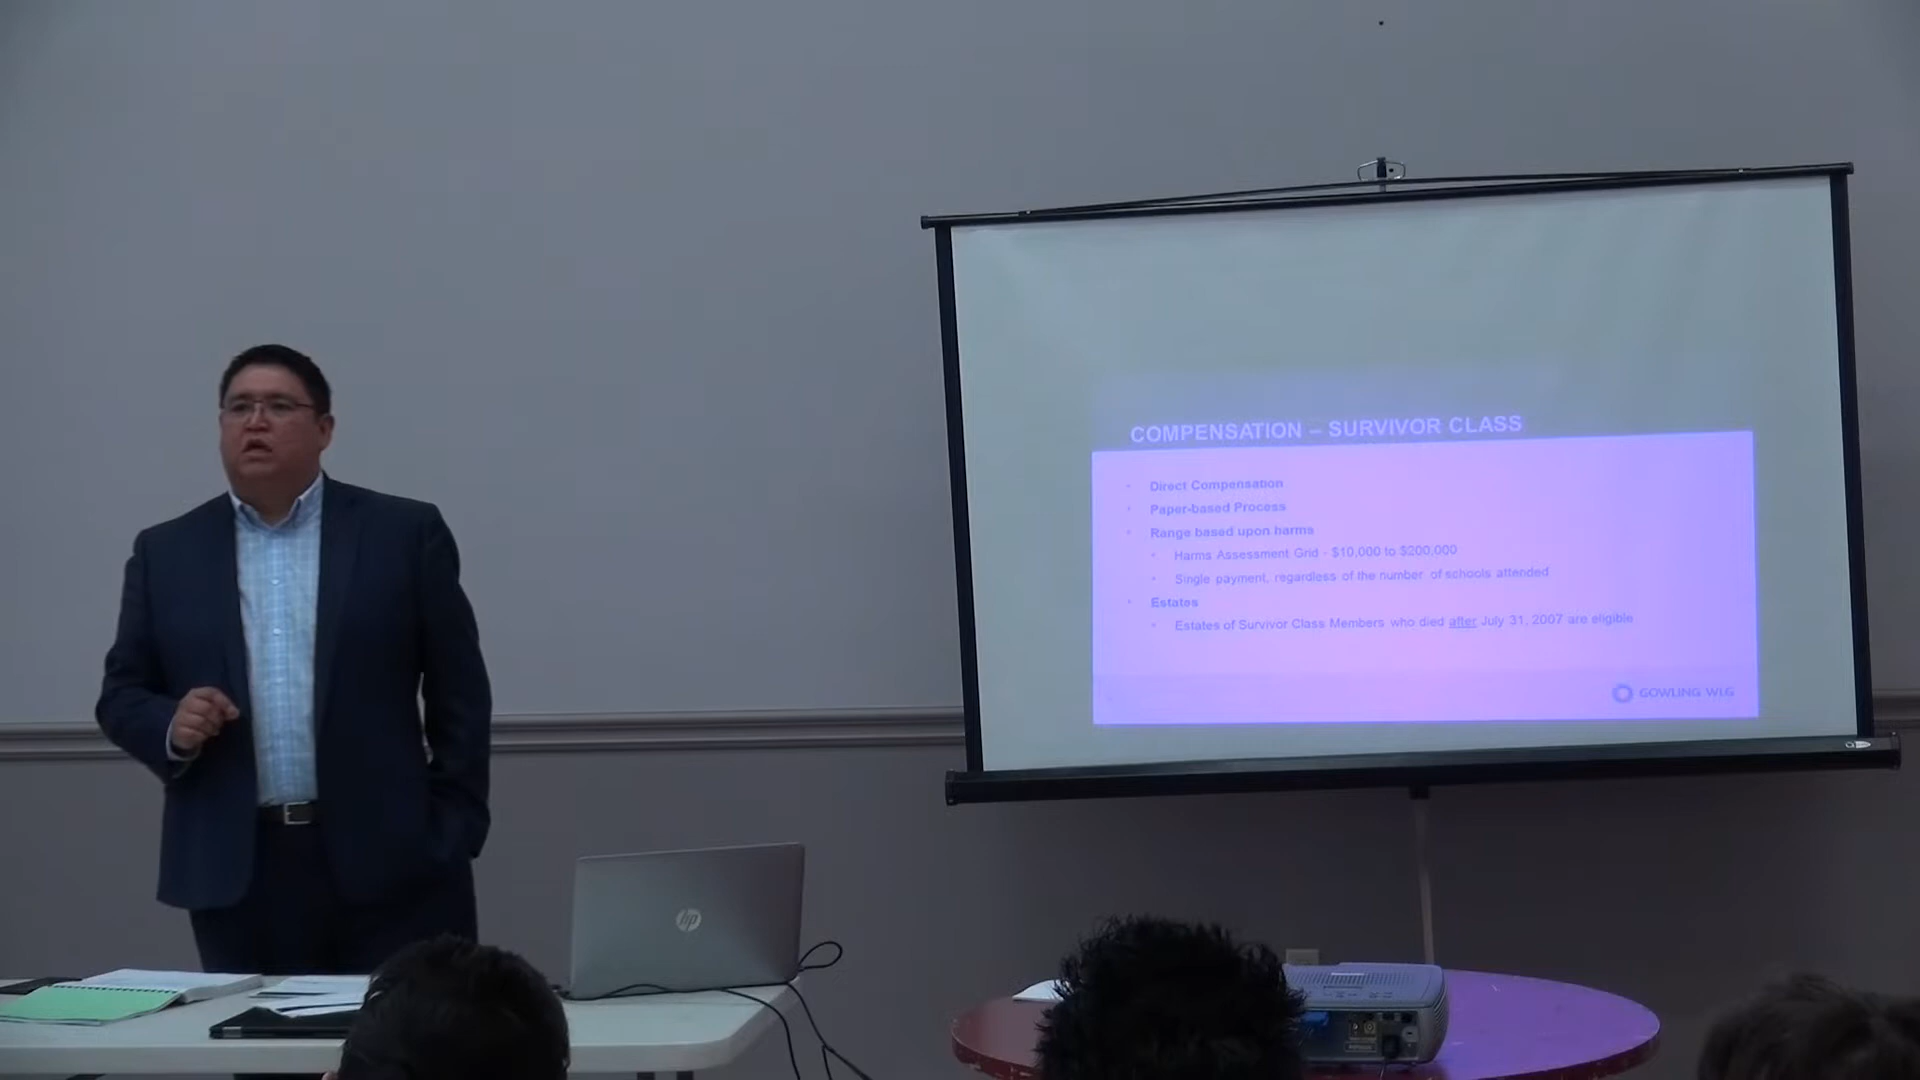 COMPENSATION – SURVIVOR CLASS
Direct Compensation
Paper-based Process
Range based upon harms
Harms Assessment Grid - $10,000 to $200,000
Single payment, regardless of the number of schools attended
Estates
Estates of Survivor Class Members who died after July 31, 2007 are eligible
GOWLING WLG
hp